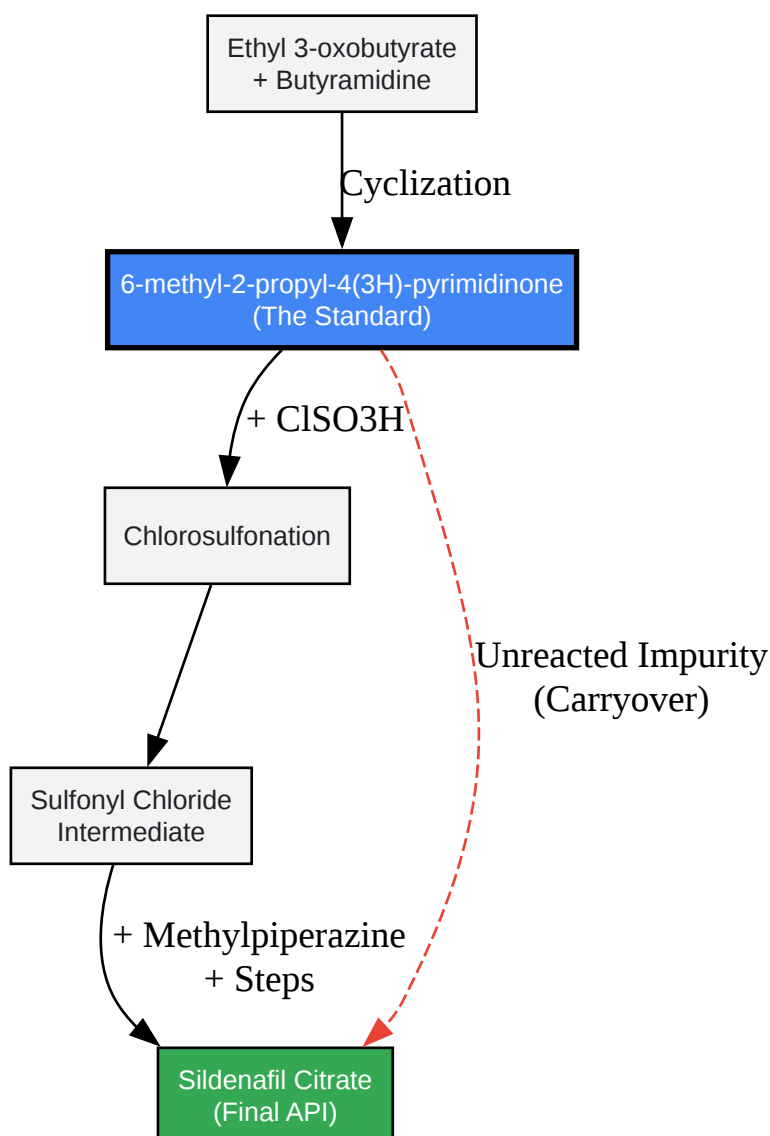 Ethyl 3-oxobutyrate
+ Butyramidine
Cyclization
6-methyl-2-propyl-4(3H)-pyrimidinone
(The Standard)
+ ClSO3H
Chlorosulfonation
Unreacted Impurity
(Carryover)
Sulfonyl Chloride
Intermediate
+ Methylpiperazine
+ Steps
Sildenafil Citrate
(Final API)